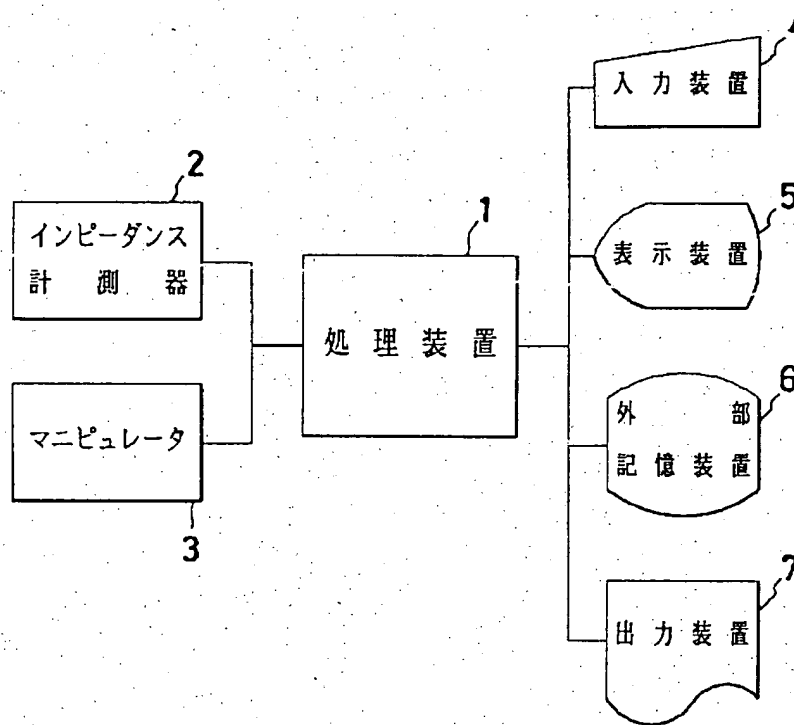 2
インピーダンス
計測器
マニピュレータ
3
1
処理装置
入力装置
5
表示装置
6
外部
記憶装置
7
出力装置